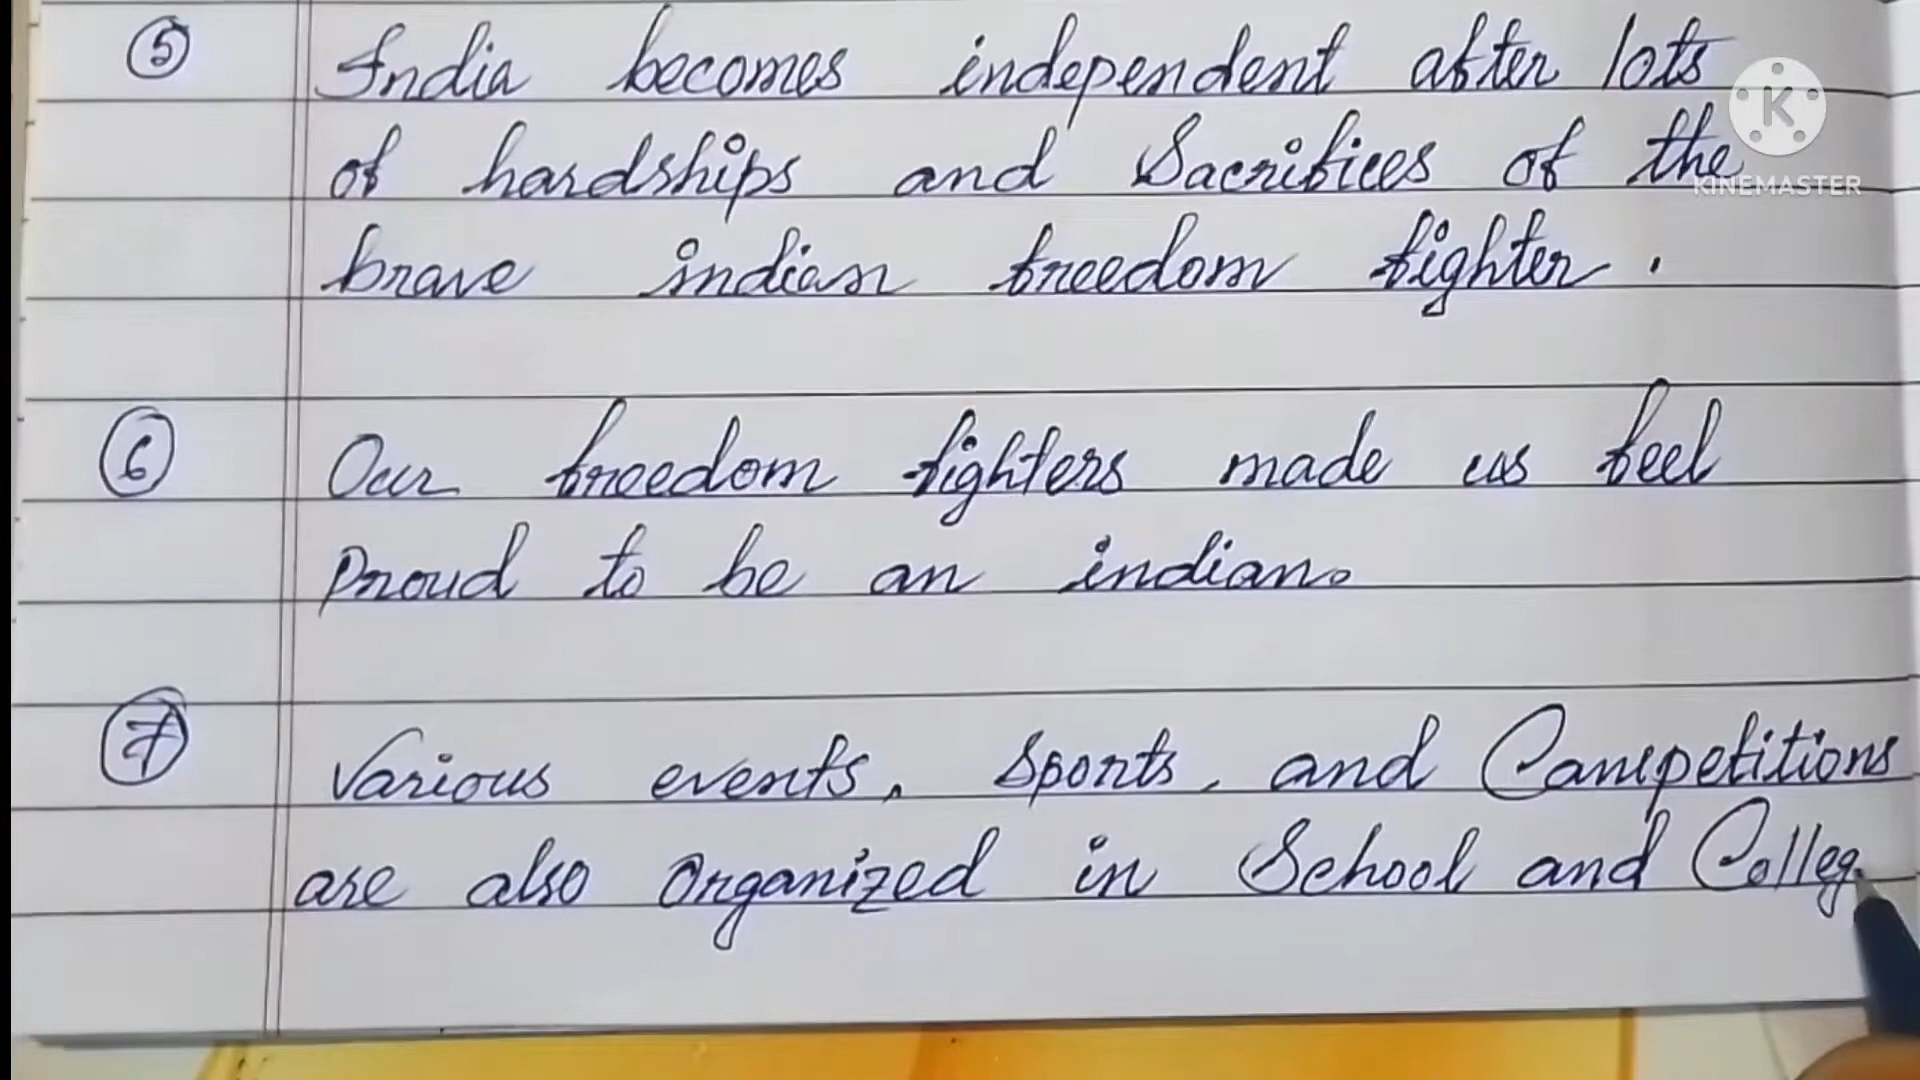 5 India becomes independent after lots
of hardships and Sacrifices of the
brave indian freedom fighter.
6 Our freedom fighters made us feel
Proud to be an indian.
7 Various events, Sports, and Competitions
are also Organized in School and Colleg
K
KINEMASTER